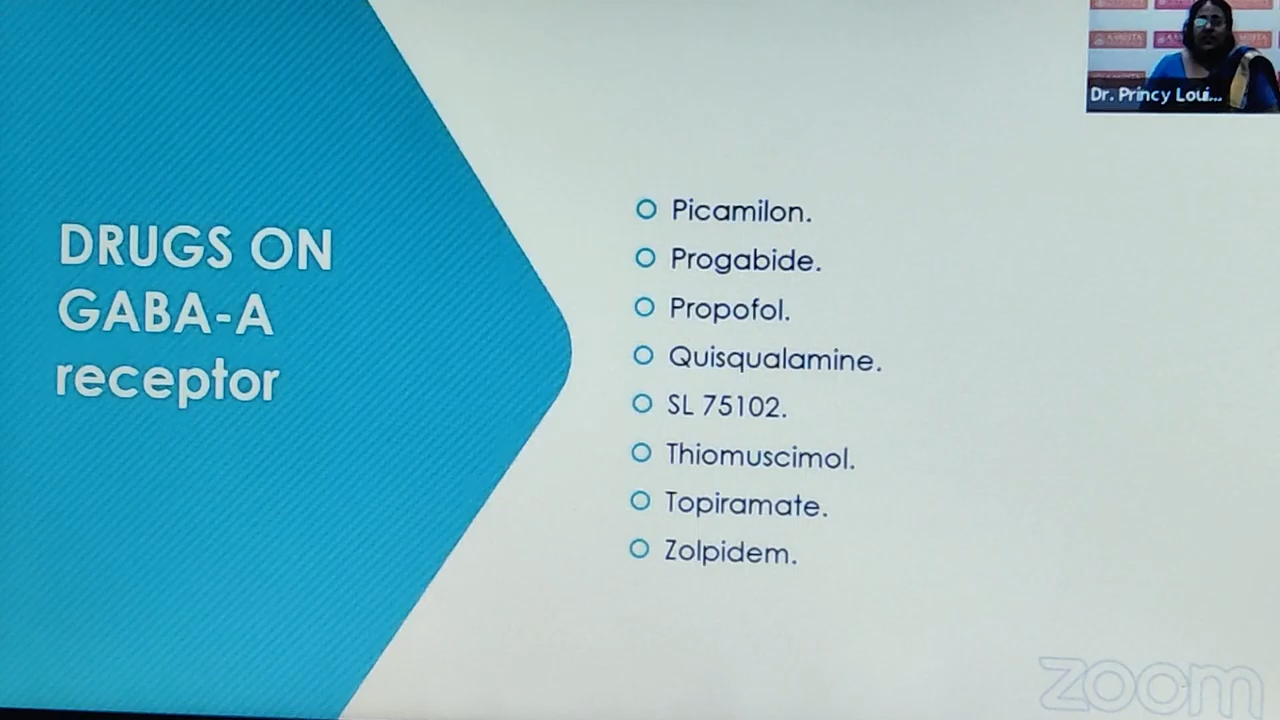 DRUGS ON
GABA-A
receptor
Picamilon.
Progabide.
Propofol.
Quisqualamine.
SL 75102.
Thiomuscimol.
Topiramate.
Zolpidem.
Dr. Princy Loui...
zoom